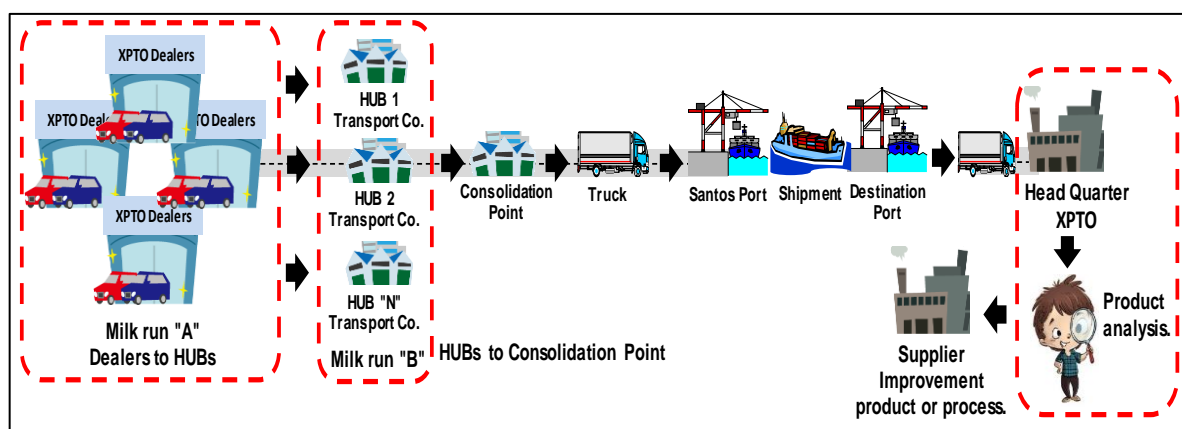 XPTO Dealers
XPTO Deale
Dealers
XPTO Dealers
Milk run "A"
Dealers to HUBs
HUB 1
Transport Co.
HUB 2
Transport Co.
HUB "N"
Transport Co.
Milk run "B"
HUBs to Consolidation Point
Consolidation
Point
Truck
Santos Port
Shipment
Destination
Port
Head Quarter
XPTO
Product
analysis.
Supplier
Improvement
product or process.